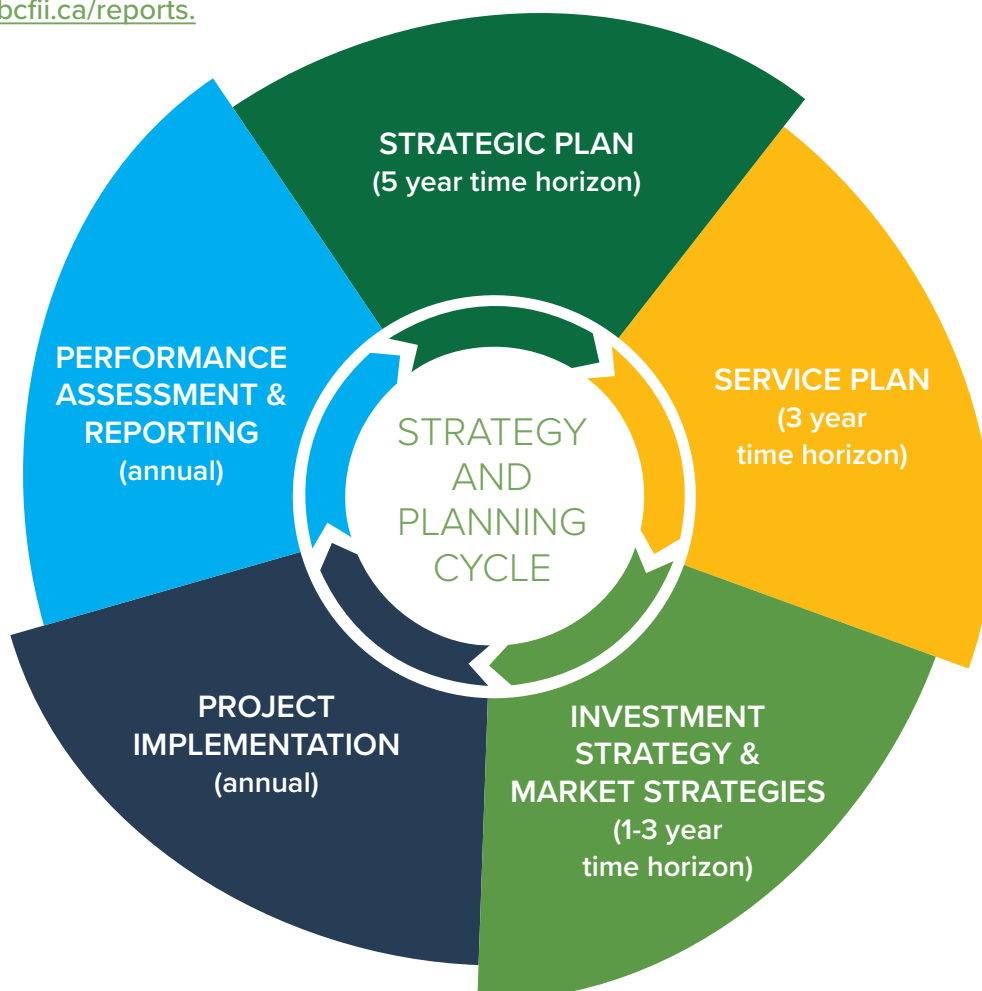 bcfii.ca/reports.
STRATEGIC PLAN
(5 year time horizon)
SERVICE PLAN
(3 year
time horizon)
INVESTMENT
STRATEGY &
MARKET STRATEGIES
(1-3 year
time horizon)
PROJECT
IMPLEMENTATION
(annual)
PERFORMANCE
ASSESSMENT &
REPORTING
(annual)
STRATEGY
AND
PLANNING
CYCLE